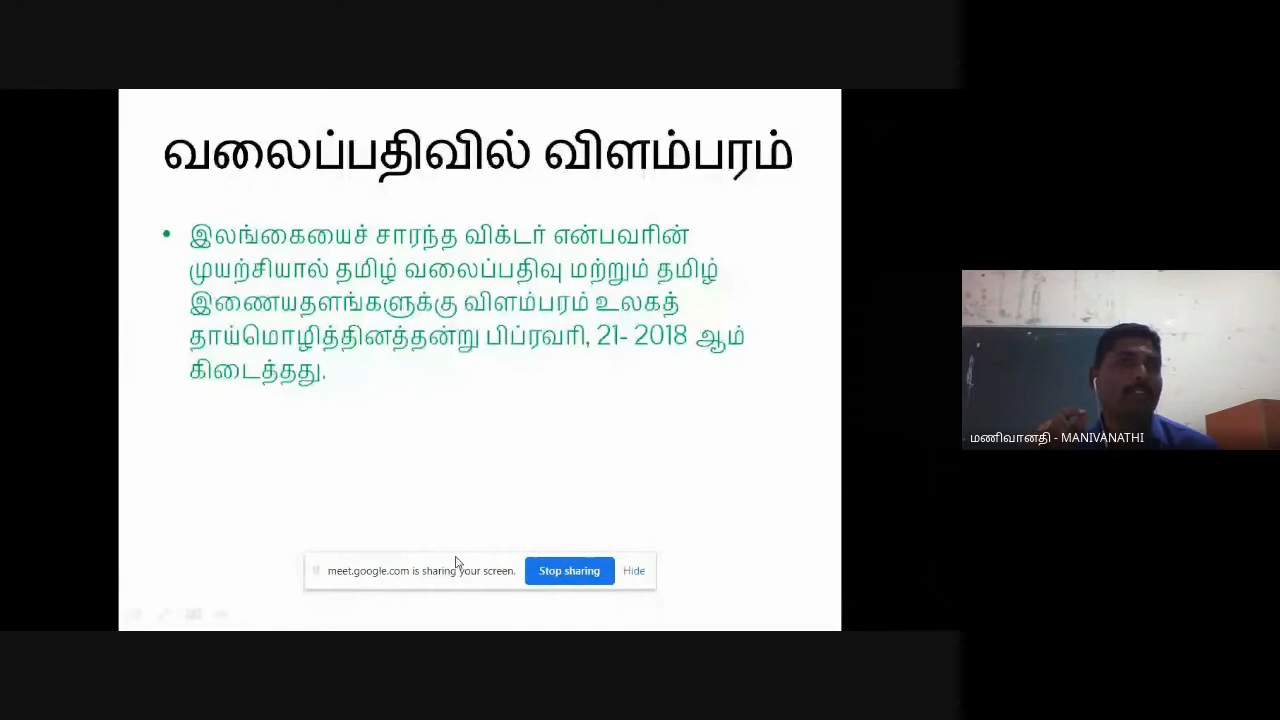 வலைப்பதிவில் விளம்பரம்
• இலங்கையைச் சாரந்த விக்டர் என்பவரின்
முயற்சியால் தமிழ் வலைப்பதிவு மற்றும் தமிழ்
இணையதளங்களுக்கு விளம்பரம் உலகத்
தாய்மொழித்தினத்தன்று பிப்ரவரி, 21- 2018 ஆம்
கிடைத்தது.
மணிவானதி - MANIVANATHI
meet.google.com is sharing your screen. Stop sharing Hide